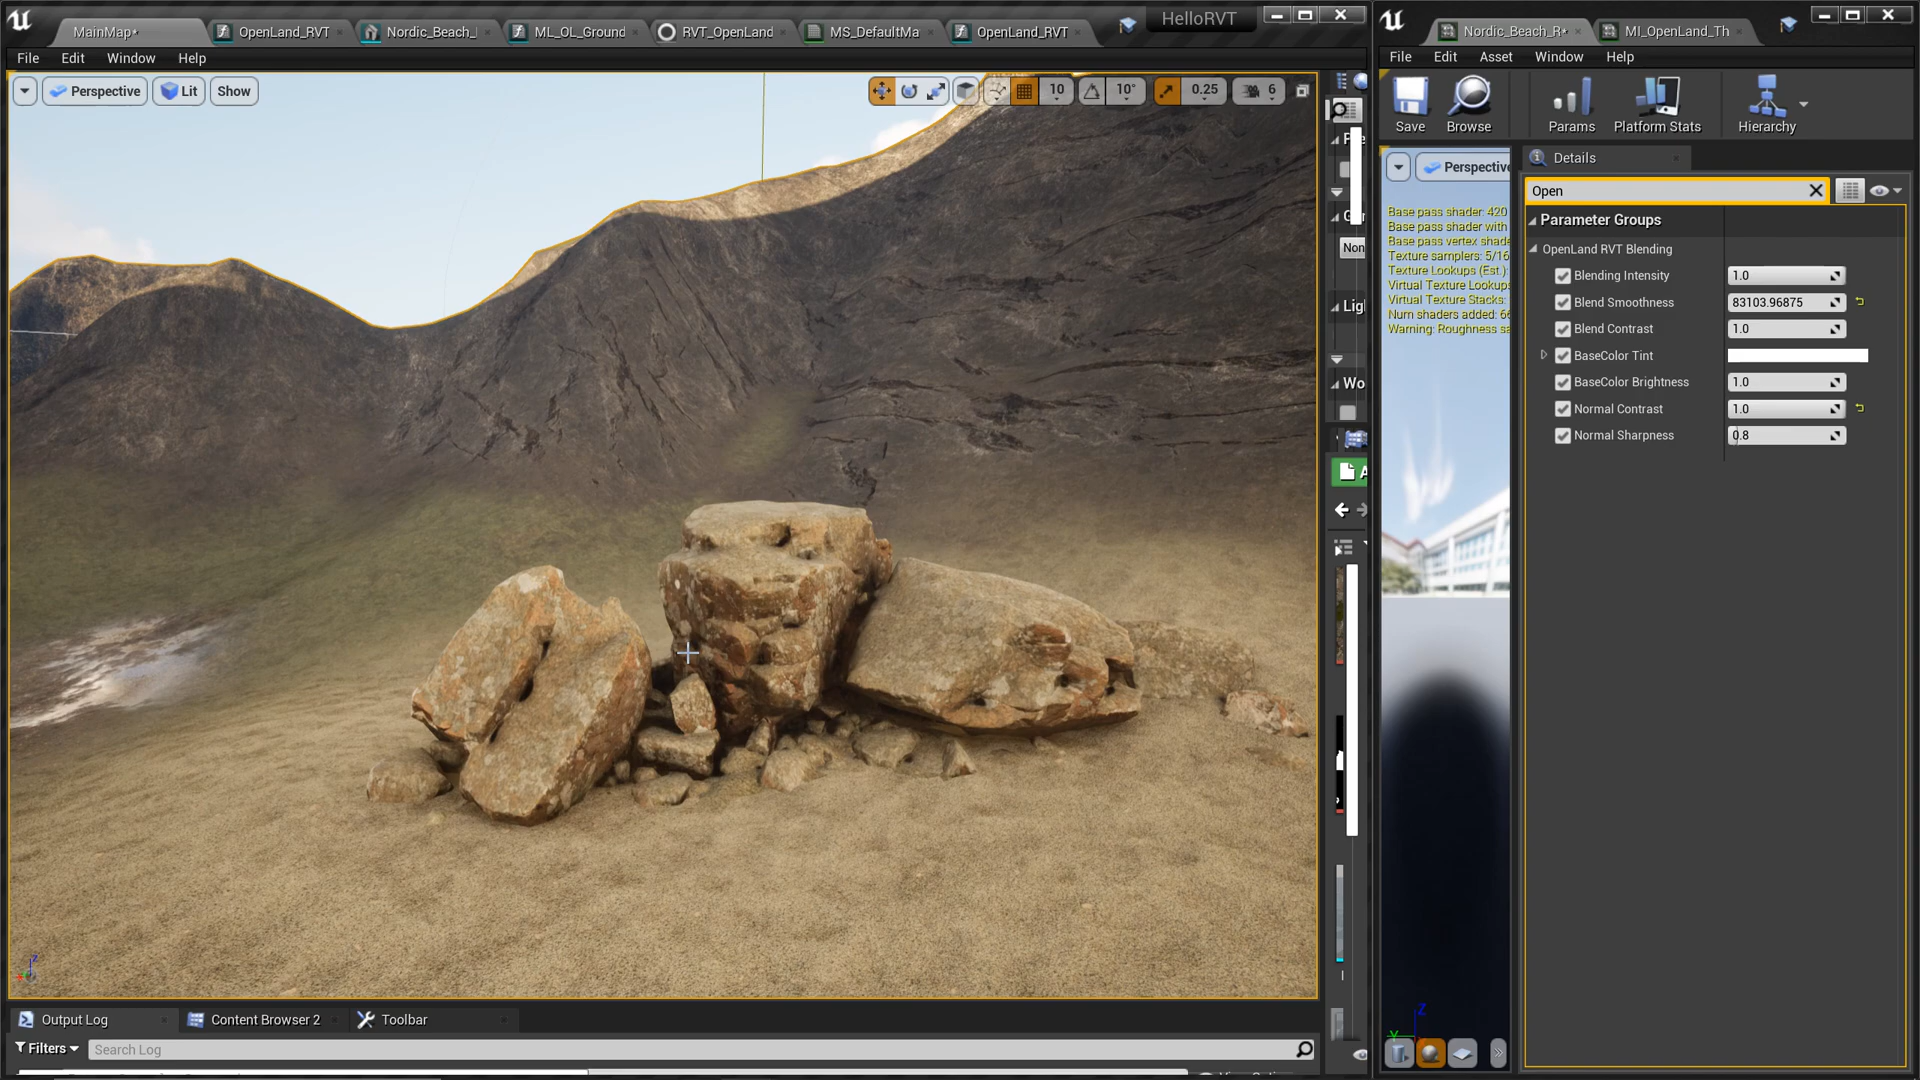 MainMap*
OpenLand_RVT
Nordic_Beach_
ML_OL_Ground
RVT_OpenLand
MS_DefaultMa
OpenLand_RVT
HelloRVT
File
Edit
Window
Help
Perspective
Lit
Show
10
10°
0.25
6
Non
Wo
Output Log
Content Browser 2
Toolbar
Filters
Search Log
Nordic_Beach_R*
MI_OpenLand_Th
File
Edit
Asset
Window
Help
Save
Browse
Params
Platform Stats
Hierarchy
Perspective
Base pass shader: 420
Base pass shader with
Base pass vertex shade
Texture samplers: 5/16
Texture Lookups (Est.):
Virtual Texture Lookups
Virtual Texture Stacks:
Num shaders added: 66
Warning: Roughness sa
Details
Open
Parameter Groups
OpenLand RVT Blending
Blending Intensity
1.0
Blend Smoothness
83103.96875
Blend Contrast
1.0
BaseColor Tint
BaseColor Brightness
1.0
Normal Contrast
1.0
Normal Sharpness
0.8
Z
Y